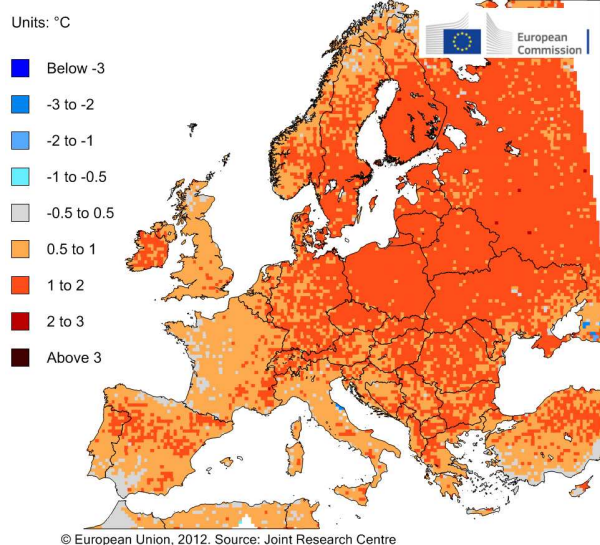 Units: °C
Below -3
-3 to -2
-2 to -1
-1 to -0.5
-0.5 to 0.5
0.5 to 1
1 to 2
2 to 3
Above 3
European
Commission
© European Union, 2012. Source: Joint Research Centre